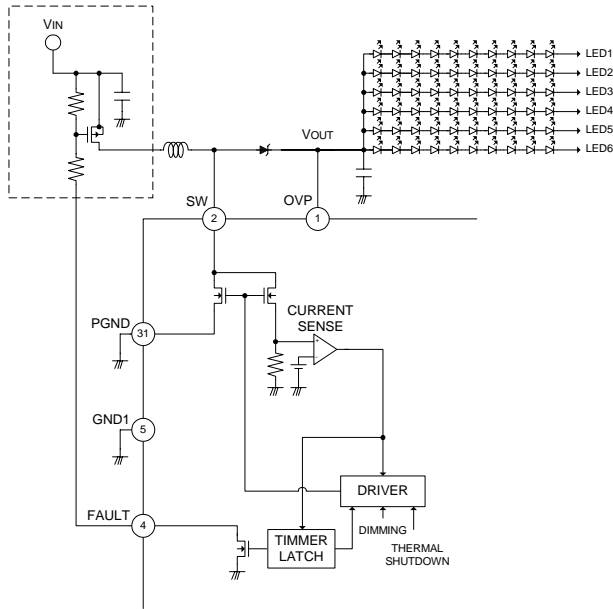 VIN
LED1
LED2
LED3
LED4
LED5
LED6
VOUT
SW
OVP
2
1
CURRENT
SENSE
+
-
PGND
31
GND1
5
DRIVER
FAULT
4
DIMMING
TIMMER
LATCH
THERMAL
SHUTDOWN